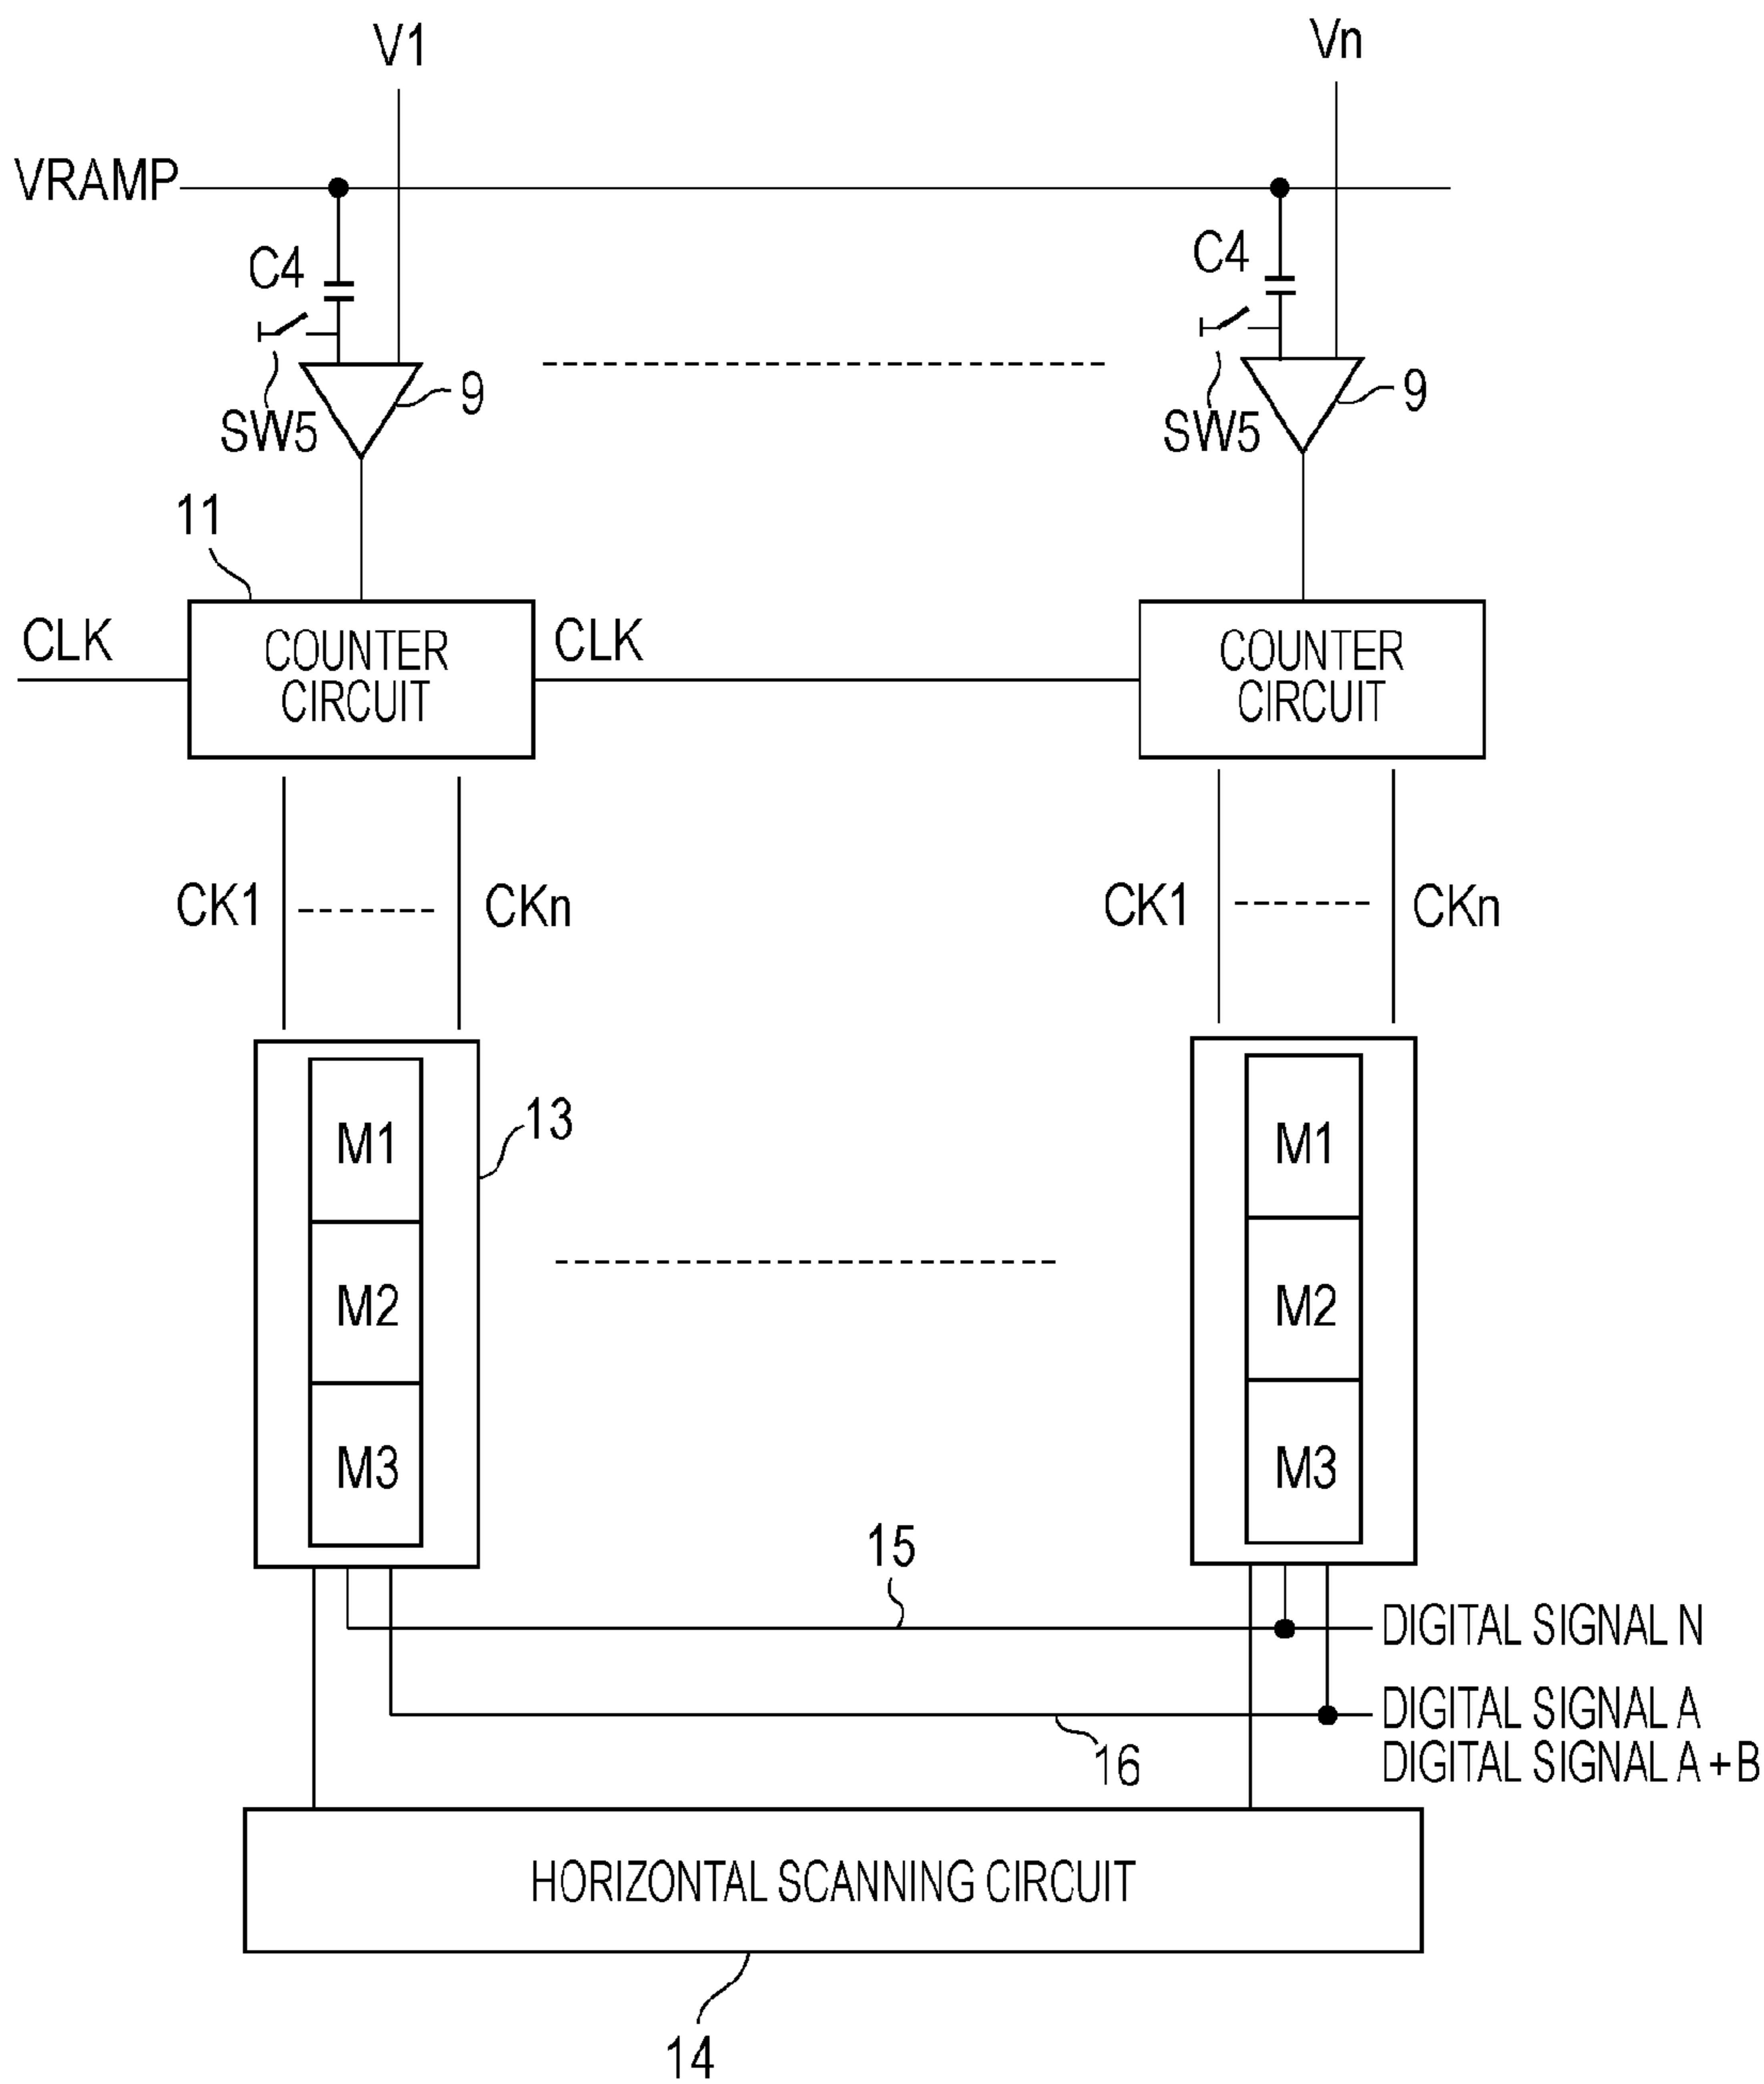 V1
Vn
VRAMP
C4
C4
SW5
9
SW5
9
11
CLK
COUNTER
CIRCUIT
CLK
COUNTER
CIRCUIT
CK1
CKn
CK1
CKn
M1
M2
M3
13
M1
M2
M3
15
DIGITAL SIGNAL N
16
DIGITAL SIGNAL A
DIGITAL SIGNAL A + B
HORIZONTAL SCANNING CIRCUIT
14